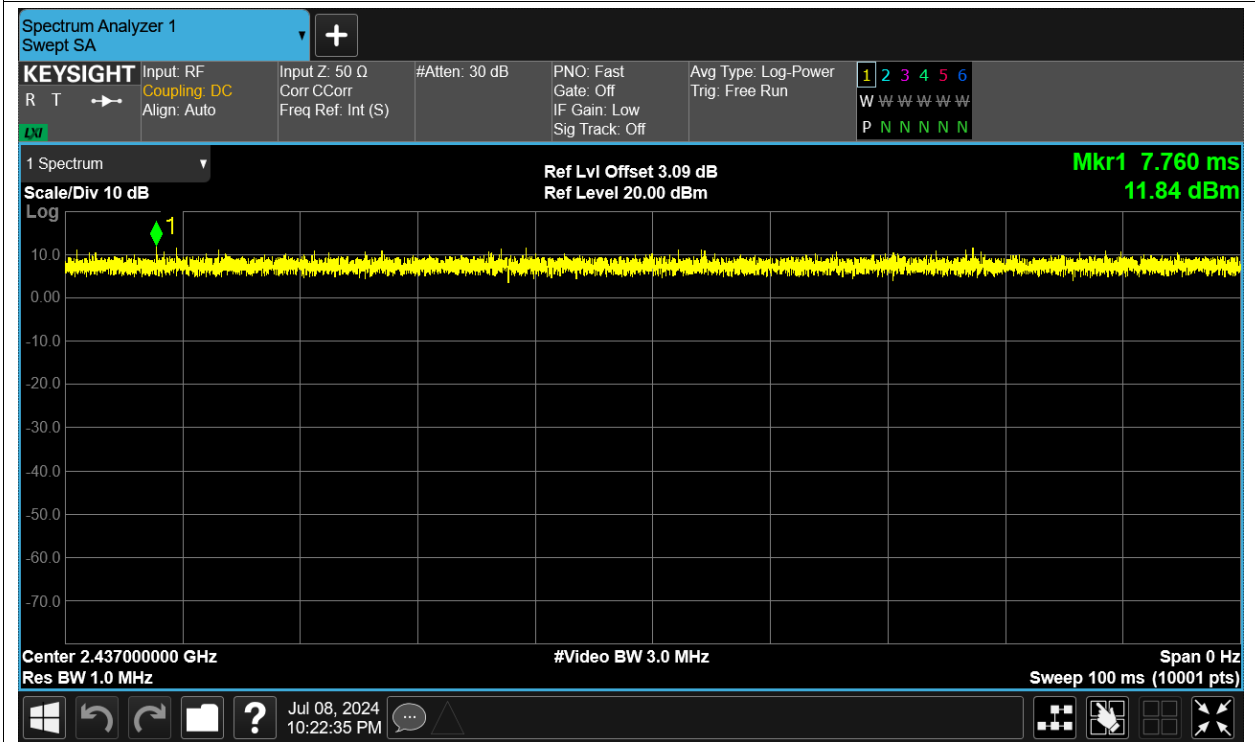 Spectrum Analyzer 1
Swept SA
▼
+
KEYSIGHT
R T
LXI
Input: RF
Coupling: DC
Align: Auto
Input Z: 50 Ω
Corr CCorr
Freq Ref: Int (S)
#Atten: 30 dB
PNO: Fast
Gate: Off
IF Gain: Low
Sig Track: Off
Avg Type: Log-Power
Trig: Free Run
1 2 3 4 5 6
W W W W W W
P N N N N N
1 Spectrum ▼
Scale/Div 10 dB
Ref Lvl Offset 3.09 dB
Ref Level 20.00 dBm
Mkr1 7.760 ms
11.84 dBm
Log
1
10.0
0.00
-10.0
-20.0
-30.0
-40.0
-50.0
-60.0
-70.0
Center 2.437000000 GHz
#Video BW 3.0 MHz
Span 0 Hz
Res BW 1.0 MHz
Sweep 100 ms (10001 pts)
?
Jul 08, 2024
10:22:35 PM